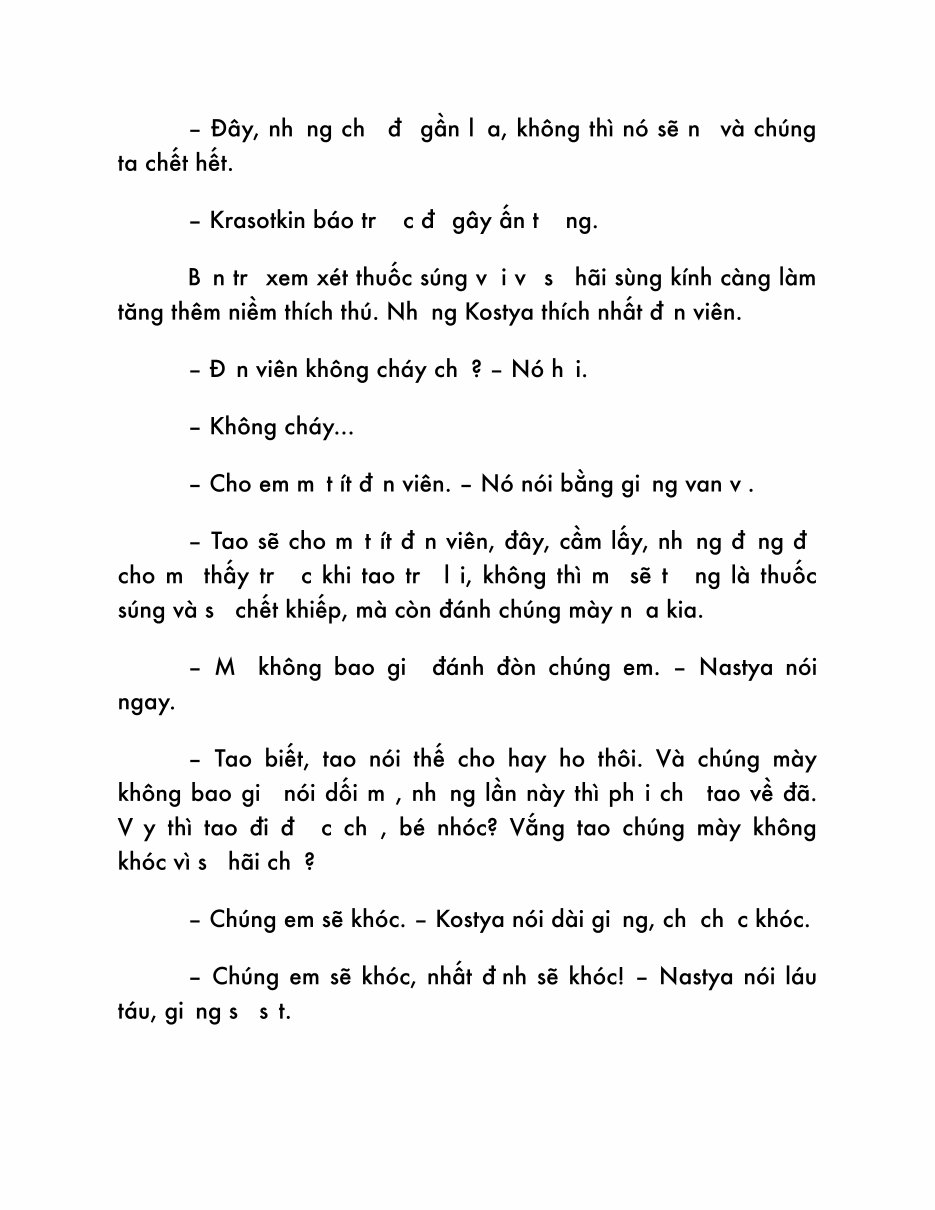 – Đây, nh ng ch đ gần l a, không thì nó sẽ n và chúng
ta chết hết.
– Krasotkin báo tr c đ gây ấn t ng.
B n tr xem xét thuốc súng v i v s hãi sùng kính càng làm
tăng thêm niềm thích thú. Nh ng Kostya thích nhất đ n viên.
– Đ n viên không cháy ch ? – Nó h i.
– Không cháy...
– Cho em m t ít đ n viên. – Nó nói bằng gi ng van v .
– Tao sẽ cho m t ít đ n viên, đây, cầm lấy, nh ng đ ng đ
cho m thấy tr c khi tao tr l i, không thì m sẽ t ng là thuốc
súng và s chết khiếp, mà còn đánh chúng mày n a kia.
– M không bao gi đánh đòn chúng em. – Nastya nói
ngay.
– Tao biết, tao nói thế cho hay ho thôi. Và chúng mày
không bao gi nói dối m , nh ng lần này thì ph i ch tao về đã.
V y thì tao đi đ c ch , bé nhóc? Vắng tao chúng mày không
khóc vì s hãi ch ?
– Chúng em sẽ khóc. – Kostya nói dài gi ng, ch ch c khóc.
– Chúng em sẽ khóc, nhất đ nh sẽ khóc! – Nastya nói láu
táu, gi ng s s t.